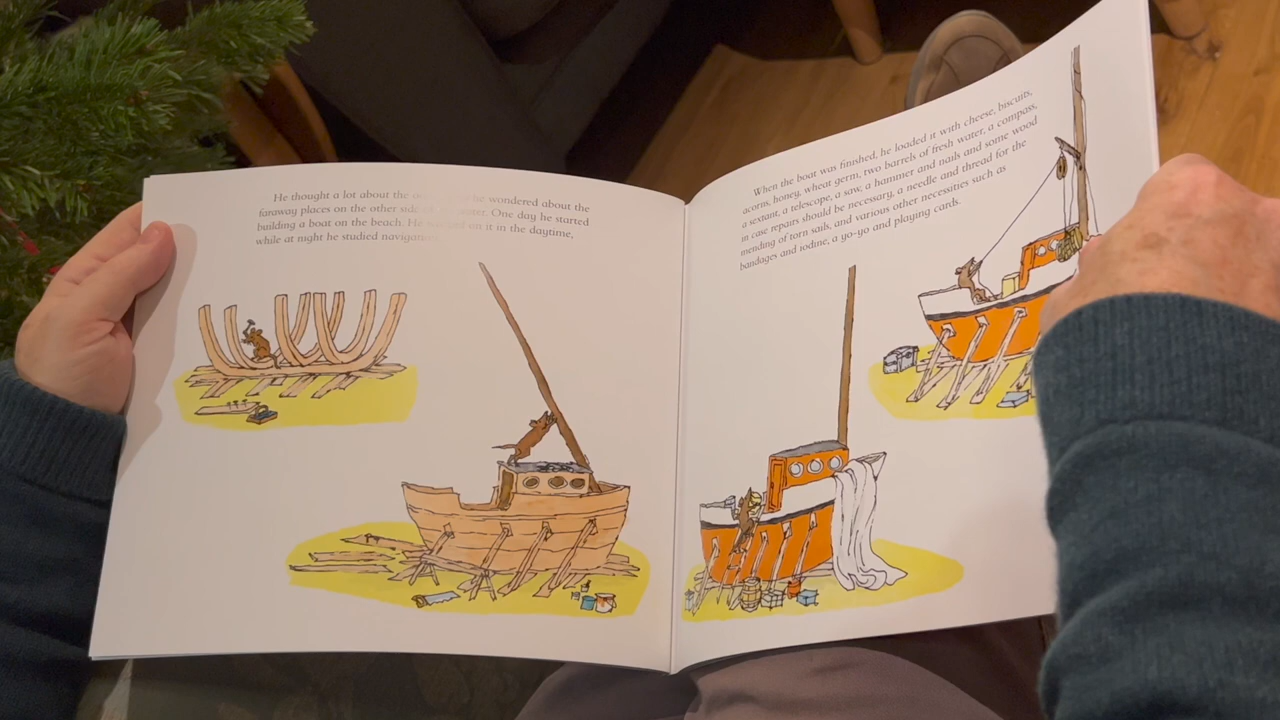 He thought a lot about the he wondered about the
faraway places on the other side water. One day he started
building a boat on the beach. He on it in the daytime,
while at night he studied
When the boat was finished, he loaded it with cheese, biscuits,
acorns, honey, wheat germ, two barrels of fresh water, a compass,
a sextant, a telescope, a saw, a hammer and nails and some wood
in case repairs should be necessary, a needle and thread for the
mending of torn sails, and various other necessities such as
bandages and iodine, a yo-yo and playing cards.